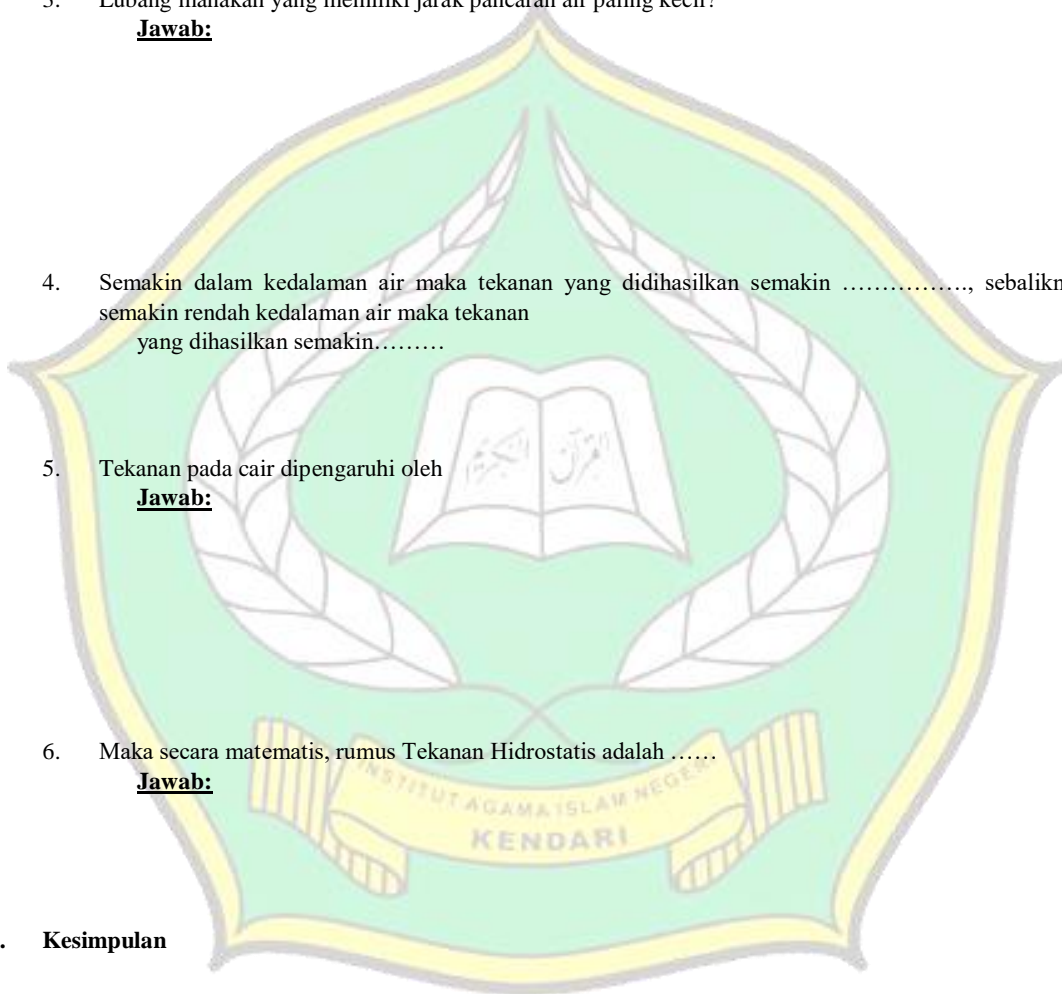 3. Lubang manakah yang memiliki jarak pancaran air paling kecil?
Jawab:
4. Semakin dalam kedalaman air maka tekanan yang didihasilkan semakin ……………., sebalikn
semakin rendah kedalaman air maka tekanan
yang dihasilkan semakin………
5. Tekanan pada cair dipengaruhi oleh
Jawab:
6. Maka secara matematis, rumus Tekanan Hidrostatis adalah ……
Jawab:
INSTITUT AGAMA ISLAM NEGERI
KENDARI
. Kesimpulan